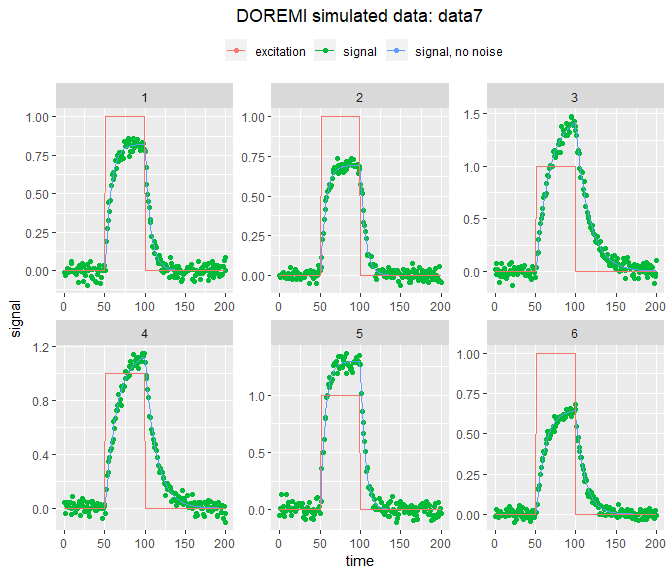 DOREMI simulated data: data7
excitation signal signal, no noise
1 2 3
1.00 0.75 0.50 0.25 0.00
1.00 0.75 0.50 0.25 0.00
1.5 1.0 0.5 0.0
0 50 100 150 200 0 50 100 150 200 0 50 100 150 200
signal
4 5 6
1.2 0.8 0.4 0.0
1.0 0.5 0.0
1.00 0.75 0.50 0.25 0.00
0 50 100 150 200 0 50 100 150 200 0 50 100 150 200
time